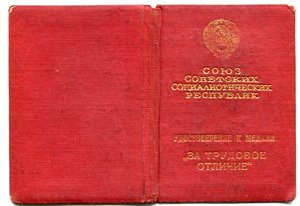 СОЮЗ
СОВЕТСКИХ
СОЦИАЛИСТИЧЕСКИХ
РЕСПУБЛИК
УДОСТОВЕРЕНИЕ К МЕДАЛИ
"ЗА ТРУДОВОЕ
ОТЛИЧИЕ"